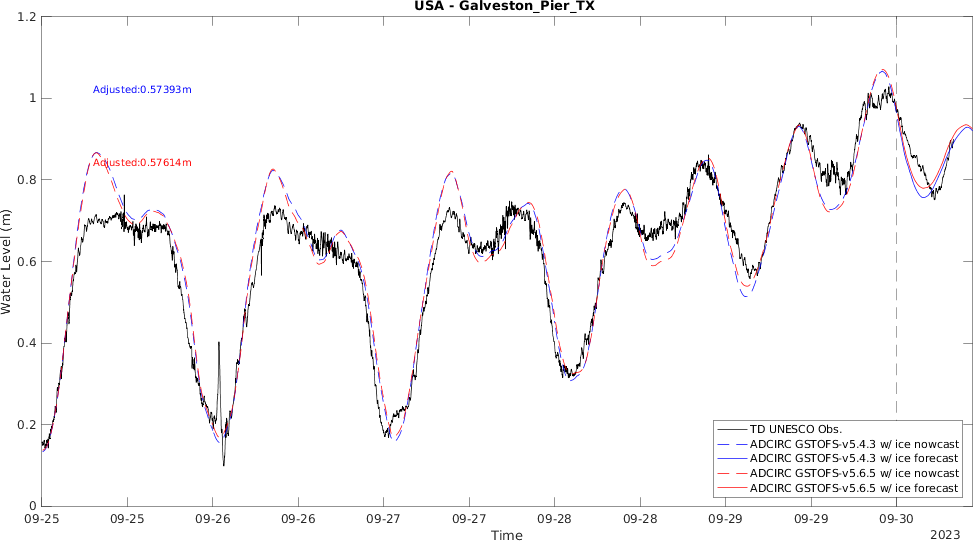 USA - Galveston_Pier_TX
1.2
1
0.8
0.6
0.4
0.2
0
Water Level (m)
Adjusted:0.57393m
Adjusted:0.57614m
TD UNESCO Obs.
ADCIRC GSTOFS-v5.4.3 w/ ice nowcast
ADCIRC GSTOFS-v5.4.3 w/ ice forecast
ADCIRC GSTOFS-v5.6.5 w/ ice nowcast
ADCIRC GSTOFS-v5.6.5 w/ ice forecast
09-25 09-25 09-26 09-26 09-27 09-27 09-28 09-28 09-29 09-29 09-30
Time
2023